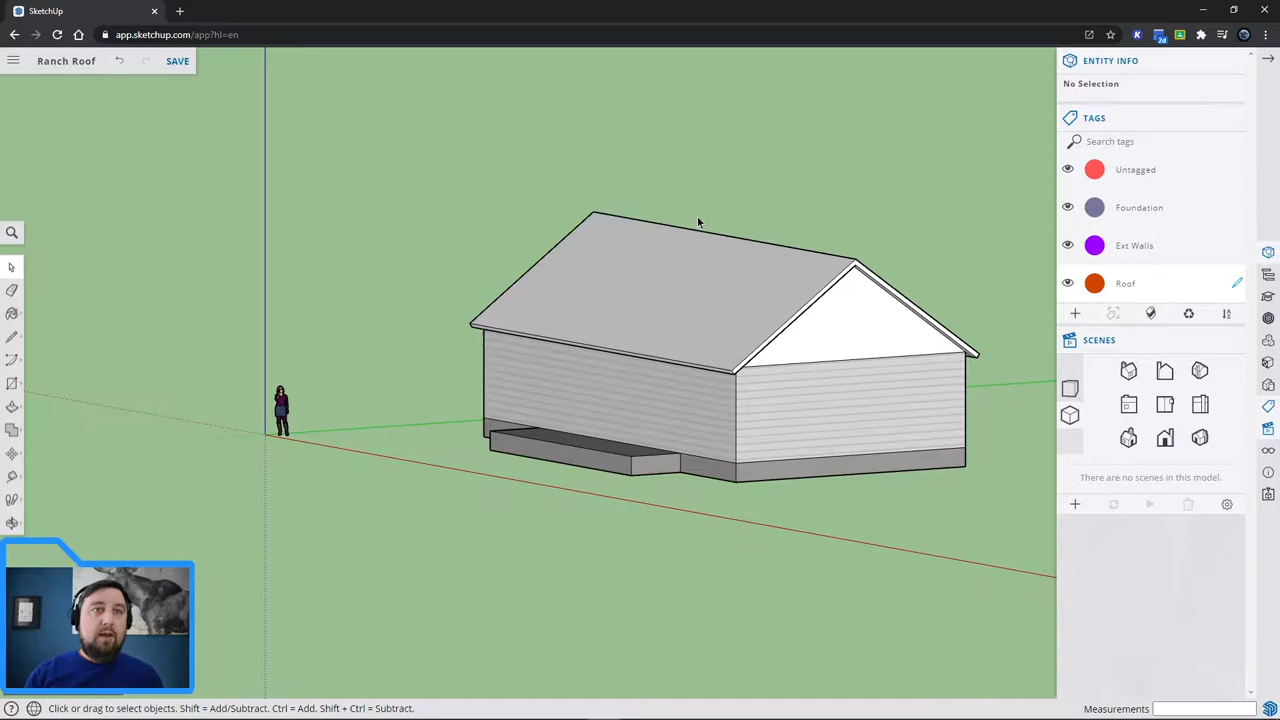 SketchUp
app.sketchup.com/app?hl=en
Ranch Roof
SAVE
ENTITY INFO
No Selection
TAGS
Search tags
Untagged
Foundation
Ext Walls
Roof
SCENES
There are no scenes in this model.
Click or drag to select objects. Shift = Add/Subtract. Ctrl = Add. Shift + Ctrl = Subtract.
Measurements